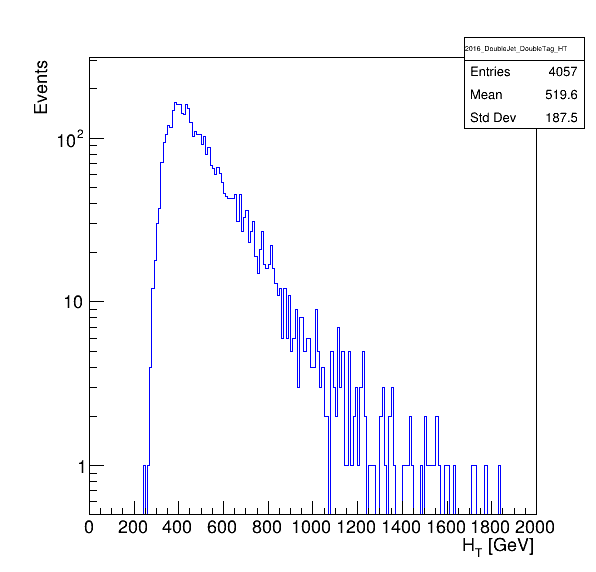 2016_DoubleJet_DoubleTag_HT
Entries 4057
Mean 519.6
Std Dev 187.5
Events
10²
10
1
0 200 400 600 800 1000 1200 1400 1600 1800 2000
H_T [GeV]